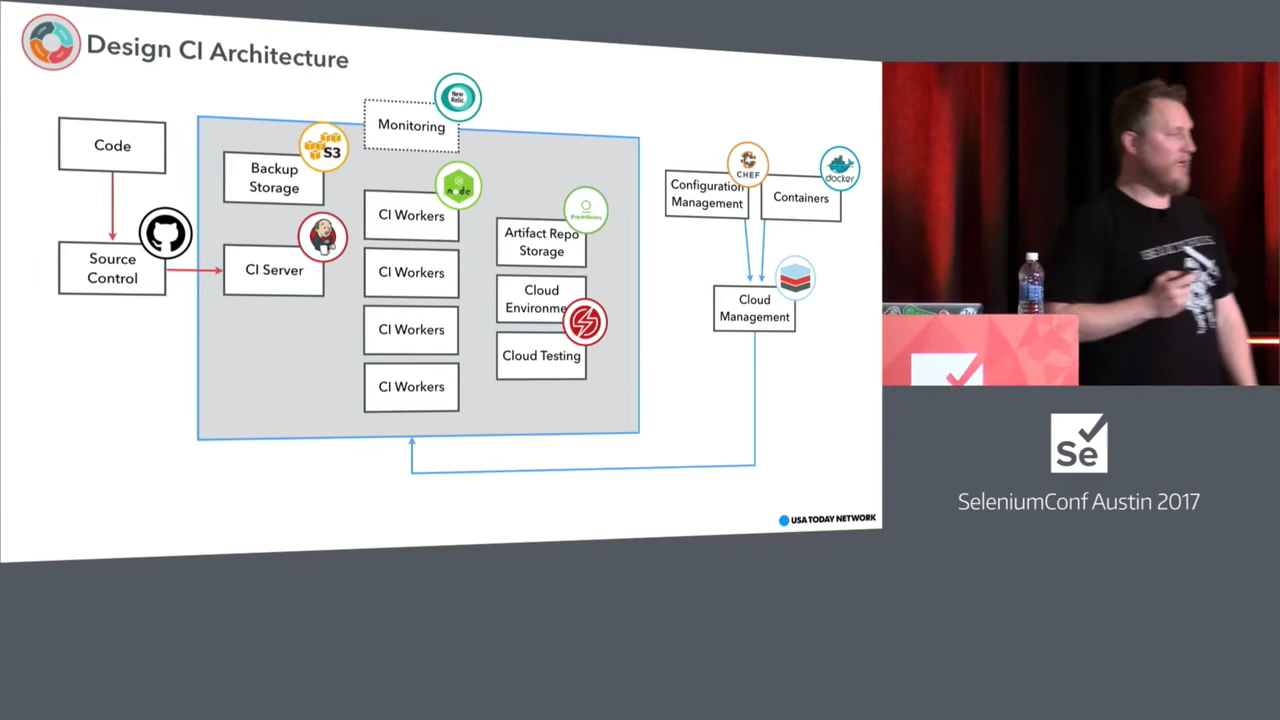 Design CI Architecture
New
Relic
Monitoring
Code
S3
Backup
Storage
node
CI Workers
CHEF
Configuration
Management
docker
Containers
Source
Control
CI Server
CI Workers
Artifact Repo
Storage
Cloud
Environme
CI Workers
Cloud Testing
CI Workers
Cloud
Management
USA TODAY NETWORK
Se
SeleniumConf Austin 2017